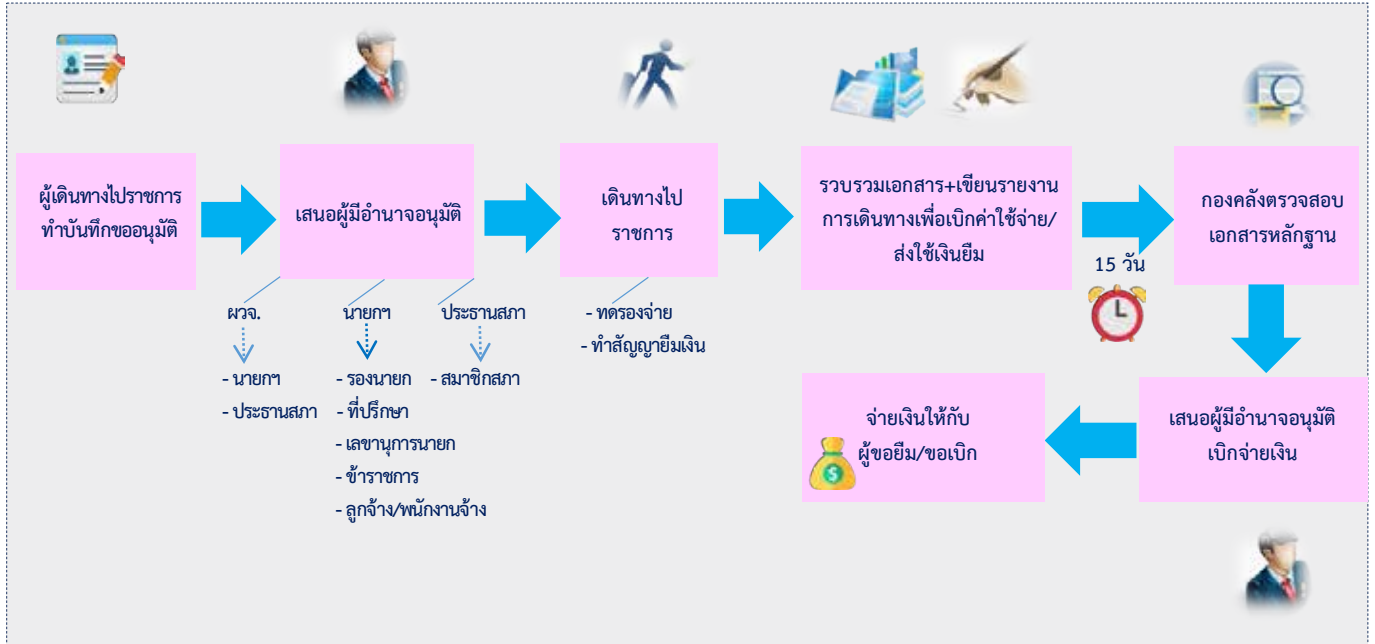 ผู้เดินทางไปราชการ
ทำบันทึกขออนุมัติ
เสนอผู้มีอำนาจอนุมัติ
เดินทางไป
ราชการ
รวบรวมเอกสาร+เขียนรายงาน
การเดินทางเพื่อเบิกค่าใช้จ่าย/
ส่งใช้เงินยืม
15 วัน
กองคลังตรวจสอบ
เอกสารหลักฐาน
ผวจ.
- นายกฯ
- ประธานสภา
นายกฯ
- รองนายก
- ที่ปรึกษา
- เลขานุการนายก
- ข้าราชการ
- ลูกจ้าง/พนักงานจ้าง
ประธานสภา
- สมาชิกสภา
- ทดรองจ่าย
- ทำสัญญายืมเงิน
เสนอผู้มีอำนาจอนุมัติ
เบิกจ่ายเงิน
จ่ายเงินให้กับ
ผู้ขอยืม/ขอเบิก